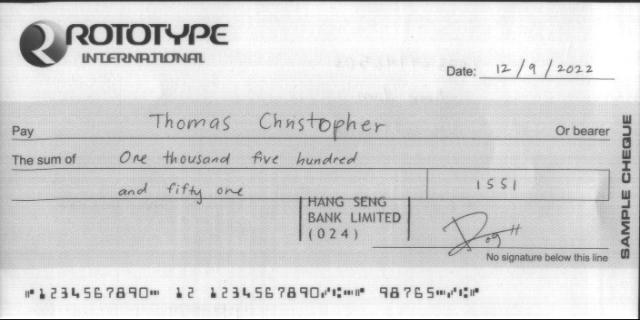 ROTOTYPE
INTERNATIONAL
Date: 12/9/2022
Pay Thomas Christopher Or bearer
The sum of One thousand five hundred
and fifty one 1551
HANG SENG
BANK LIMITED
(024)
No signature below this line
SAMPLE CHEQUE
1234567890 12 1234567890 98765